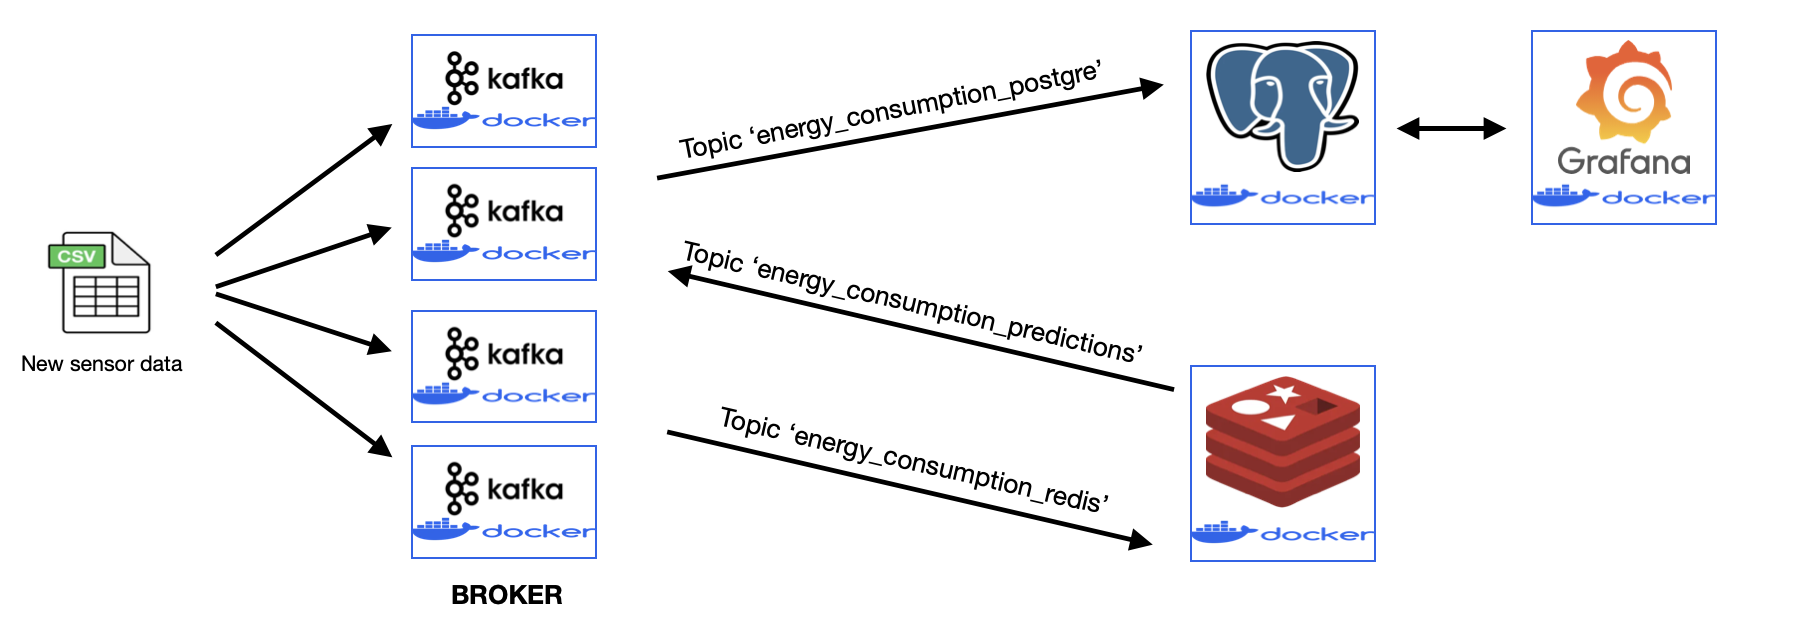 CSV
New sensor data
kafka
docker
kafka
docker
kafka
docker
kafka
docker
BROKER
Topic ‘energy_consumption_postgre’
Topic ‘energy_consumption_predictions’
Topic ‘energy_consumption_redis’
docker
Grafana
docker
docker